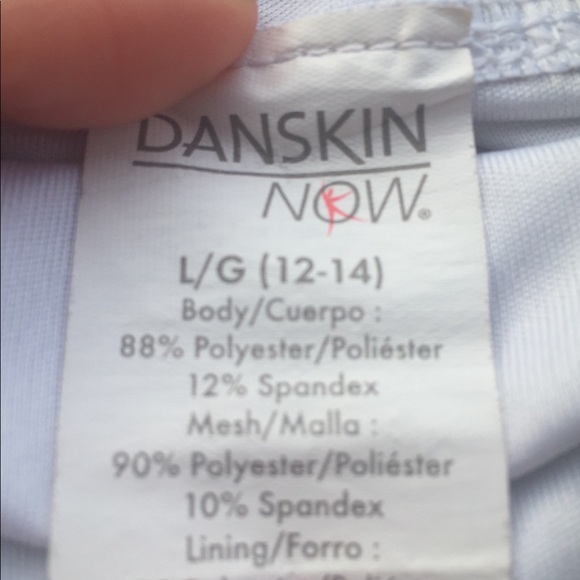 DANSKIN
NOW®
L/G (12-14)
Body/Cuerpo :
88% Polyester/Poliéster
12% Spandex
Mesh/Malla :
90% Polyester/Poliéster
10% Spandex
Lining/Forro :